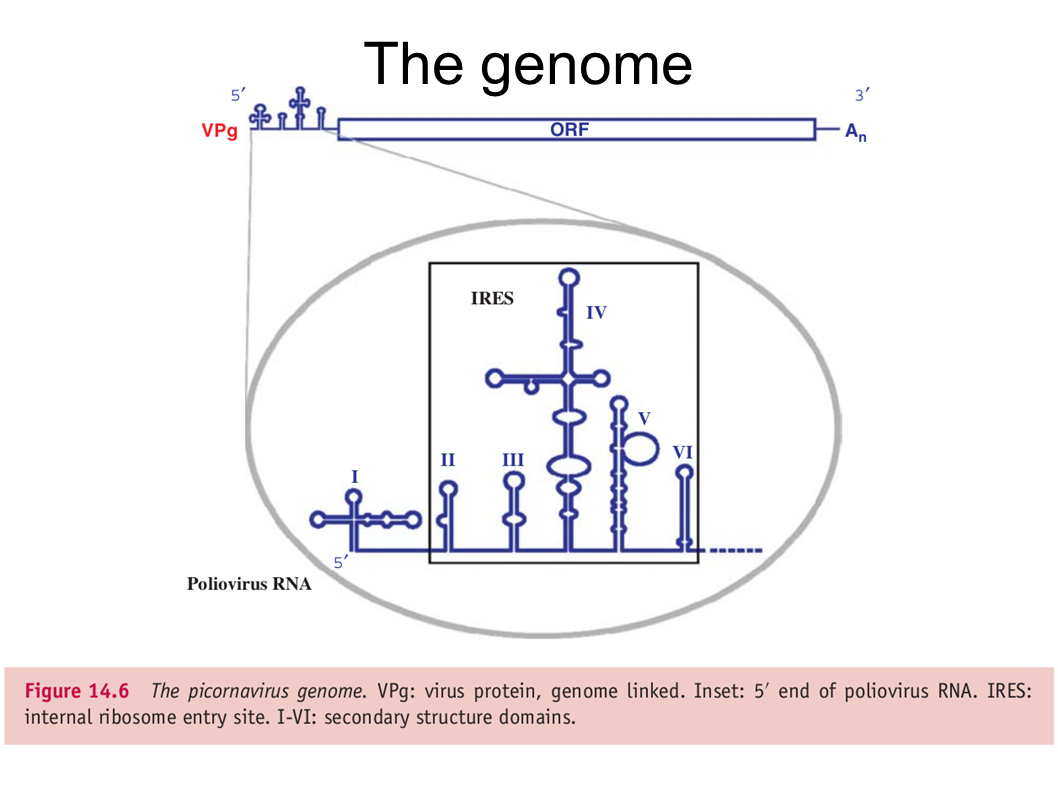 The genome
5′ 3′
VPg ORF An
IRES
IV
V
II III VI
I
5′
Poliovirus RNA
Figure 14.6 The picornavirus genome. VPg: virus protein, genome linked. Inset: 5′ end of poliovirus RNA. IRES:
internal ribosome entry site. I-VI: secondary structure domains.